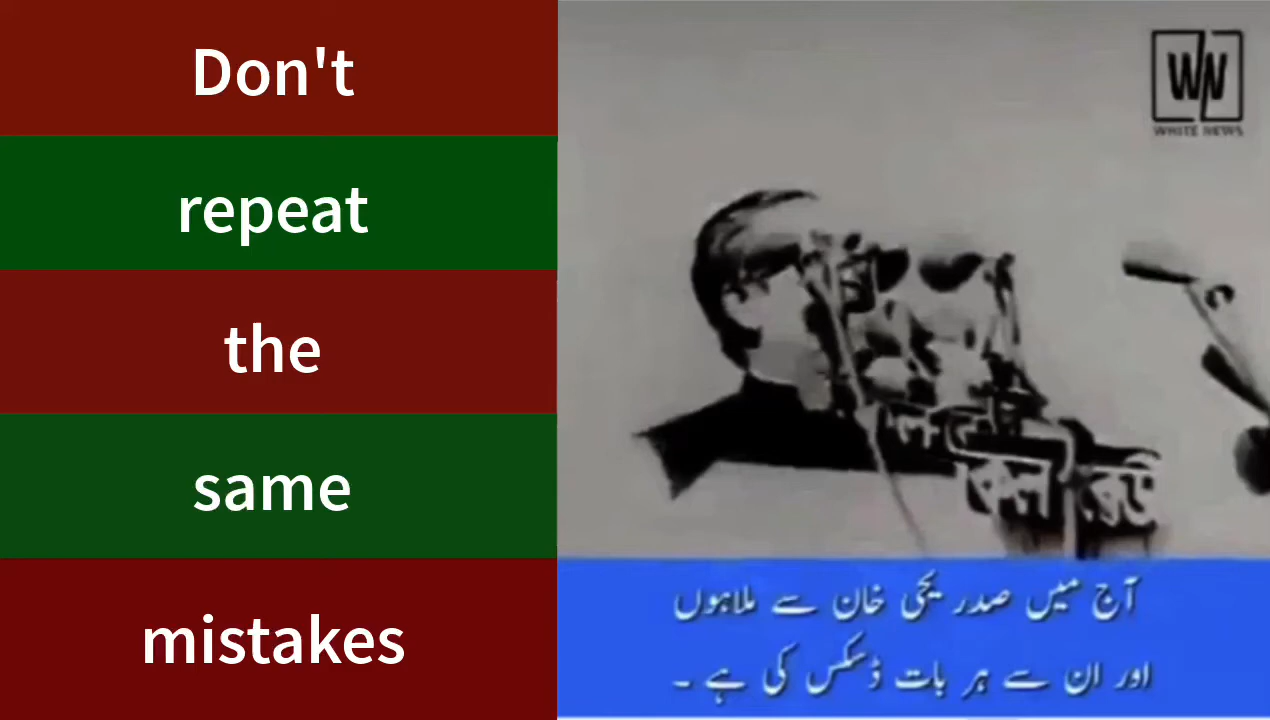 Don't
repeat
the
same
mistakes
WN
WHITE NEWS
آج میں صدر یحیٰ خان سے ملا ہوں
اور ان سے ہر بات ڈسکس کی ہے ۔